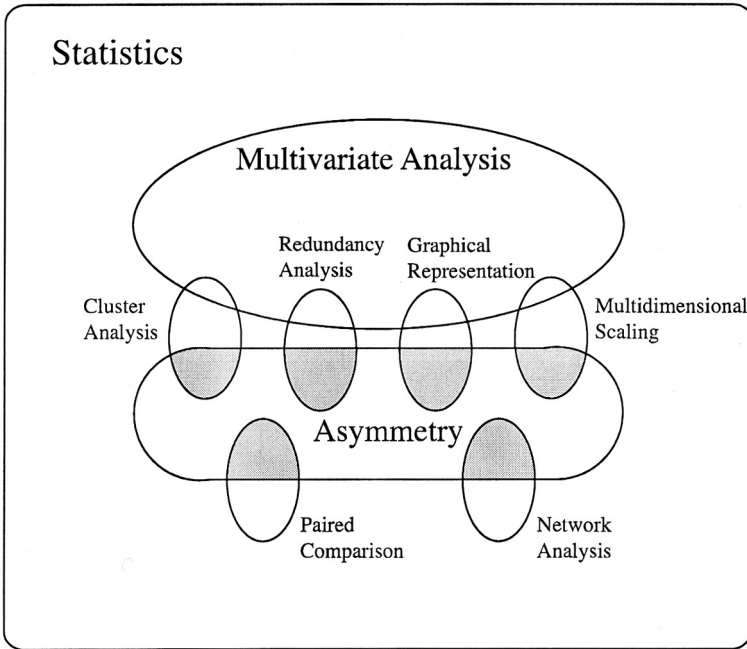 Statistics
Multivariate Analysis
Redundancy
Analysis
Graphical
Representation
Cluster
Analysis
Multidimensional
Scaling
Asymmetry
Paired
Comparison
Network
Analysis